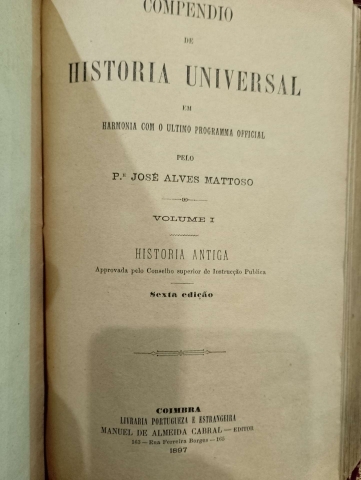 COMPENDIO
DE
HISTORIA UNIVERSAL
EM
HARMONIA COM O ULTIMO PROGRAMMA OFFICIAL
PELO
P.e JOSÉ ALVES MATTOSO
VOLUME I
HISTORIA ANTIGA
Approvada pelo Conselho superior de Instrucção Publica
Sexta edição
COIMBRA
LIVRARIA PORTUGUEZA E ESTRANGEIRA
MANUEL DE ALMEIDA CABRAL — EDITOR
165 — Rua Ferreira Borges — 165
1897